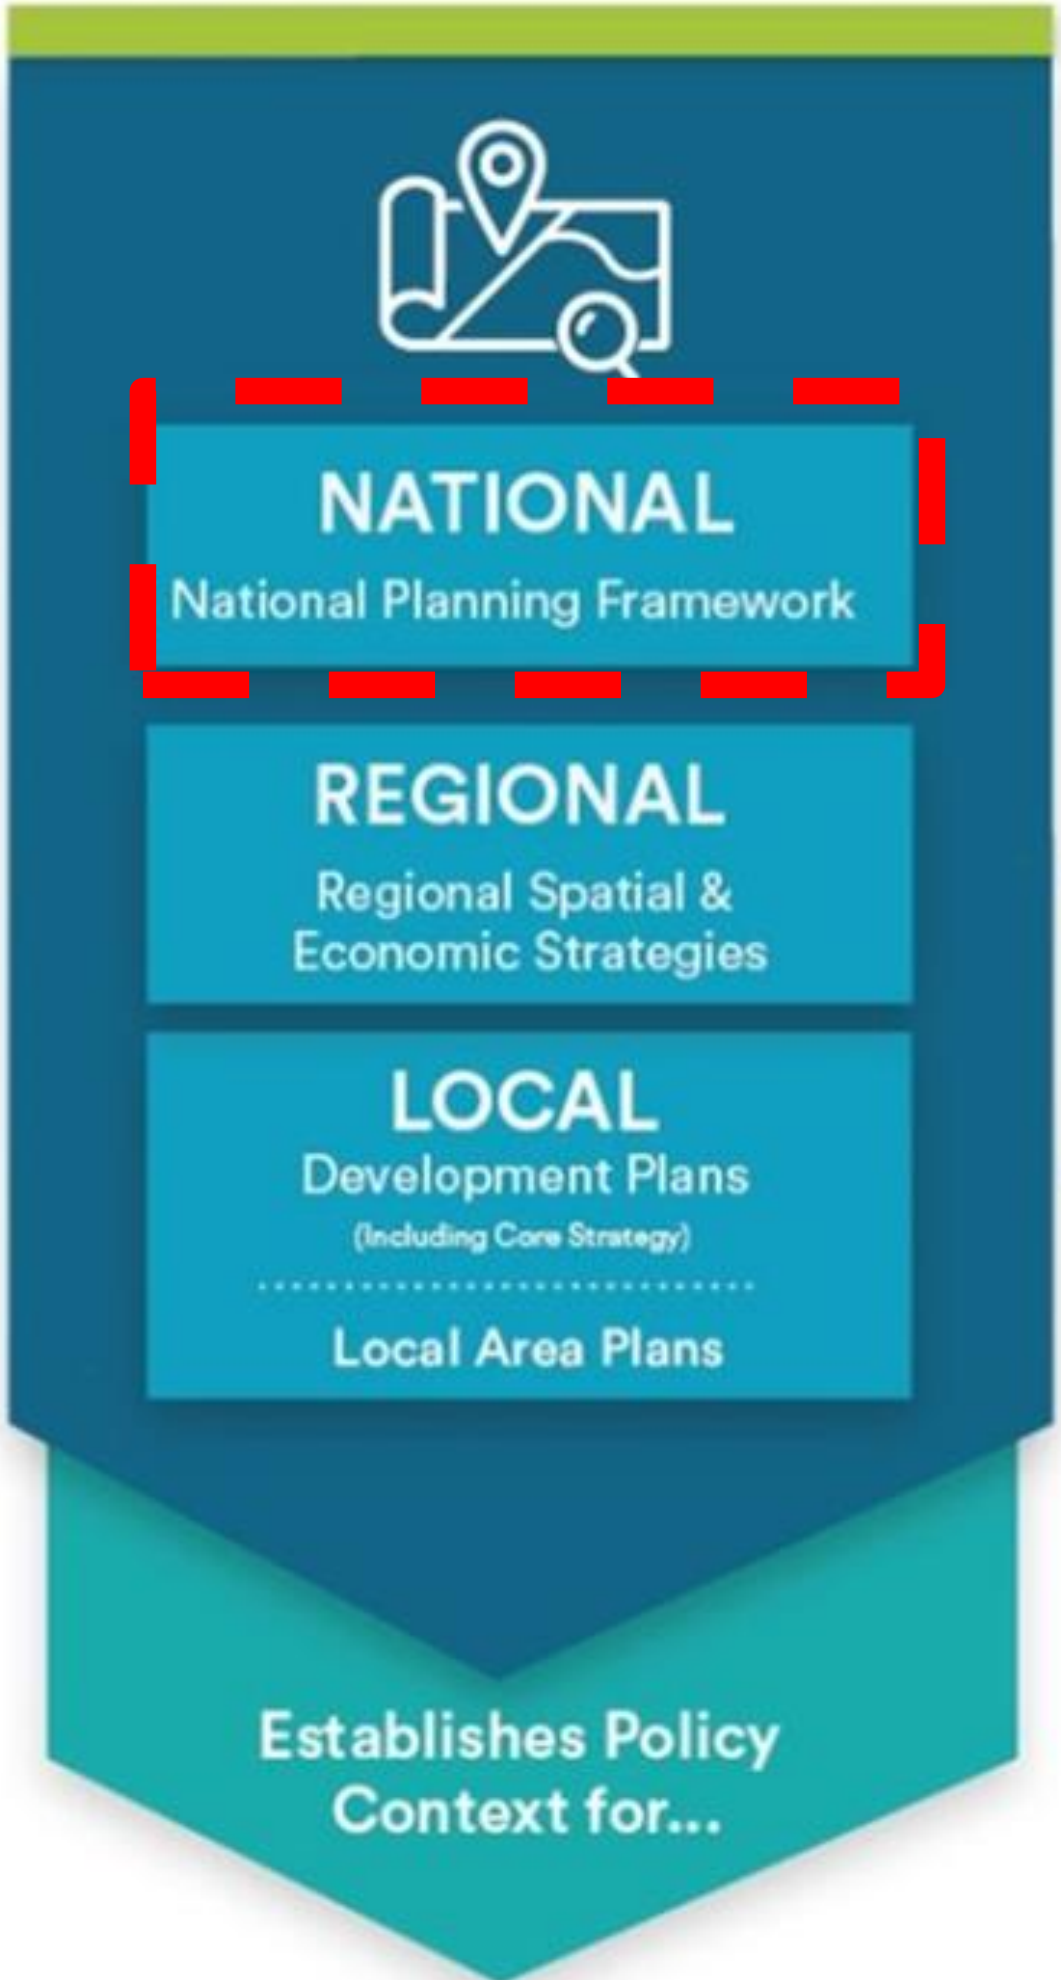 NATIONAL
National Planning Framework
REGIONAL
Regional Spatial &
Economic Strategies
LOCAL
Development Plans
(Including Core Strategy)
Local Area Plans
Establishes Policy
Context for...